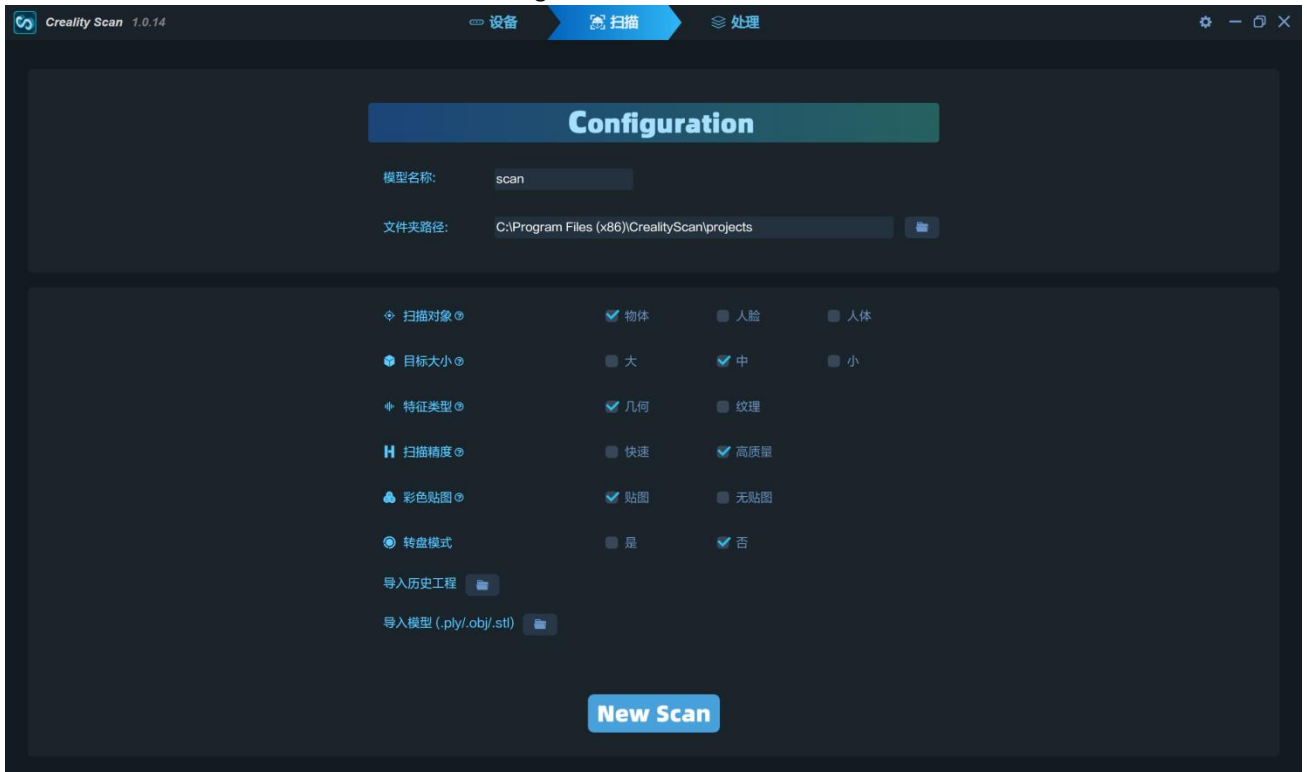 Creality Scan 1.0.14 设备 扫描 处理
Configuration
模型名称: scan
文件夹路径: C:\Program Files (x86)\CrealityScan\projects
扫描对象 物体 人脸 人体
目标大小 大 中 小
特征类型 几何 纹理
扫描精度 快速 高质量
彩色贴图 贴图 无贴图
转盘模式 是 否
导入历史工程
导入模型 (.ply/.obj/.stl)
New Scan